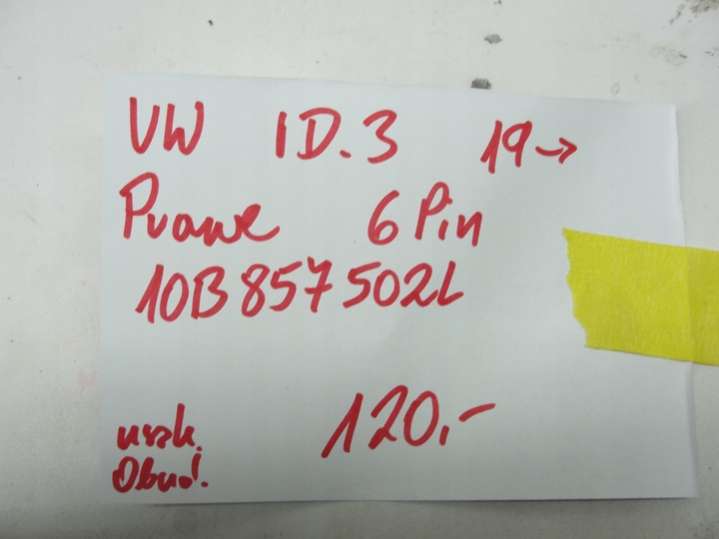 VW ID.3 19→
Prawe 6 Pin
10B857502L
120,-
uszk.
Obud.